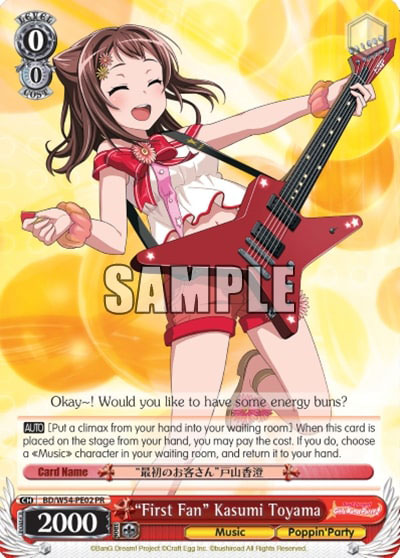 LEVEL
0
0
COST
SAMPLE
Okay~! Would you like to have some energy buns?
AUTO [Put a climax from your hand into your waiting room] When this card is
placed on the stage from your hand, you may pay the cost. If you do, choose
a «Music» character in your waiting room, and return it to your hand.
Card Name "最初のお客さん"戸山香澄
CH BD/W54-PE02 PR "First Fan" Kasumi Toyama
2000 Music Poppin'Party
©BanG Dream! Project ©Craft Egg Inc. ©bushiroad All Rights Reserved.